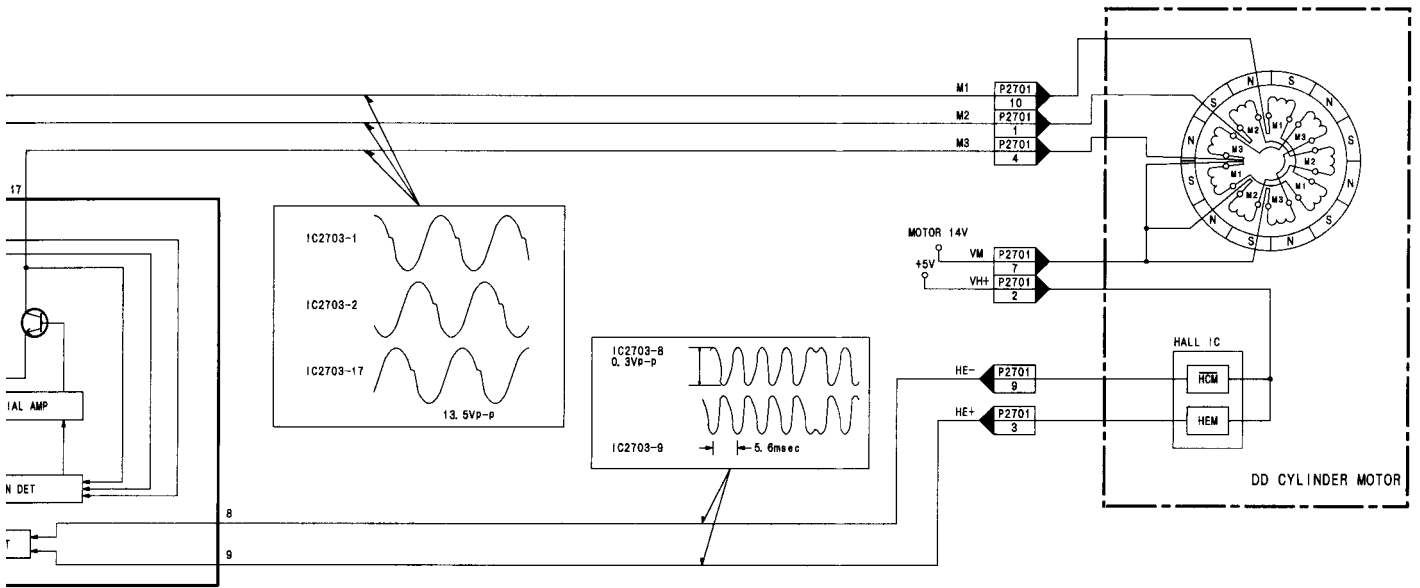 M1
P2701
10
M2
P2701
1
M3
P2701
4
17
IC2703-1
IC2703-2
IC2703-17
13.5Vp-p
IAL AMP
N DET
T
8
9
IC2703-8
0.3Vp-p
IC2703-9
5.6msec
MOTOR 14V
VM
P2701
7
+5V
VH+
P2701
2
HE-
P2701
9
HE+
P2701
3
N
S
N
S
N
S
N
S
N
S
N
S
M1
M3
M2
M1
M3
M2
M1
M3
M2
HALL IC
HCM
HEM
DD CYLINDER MOTOR